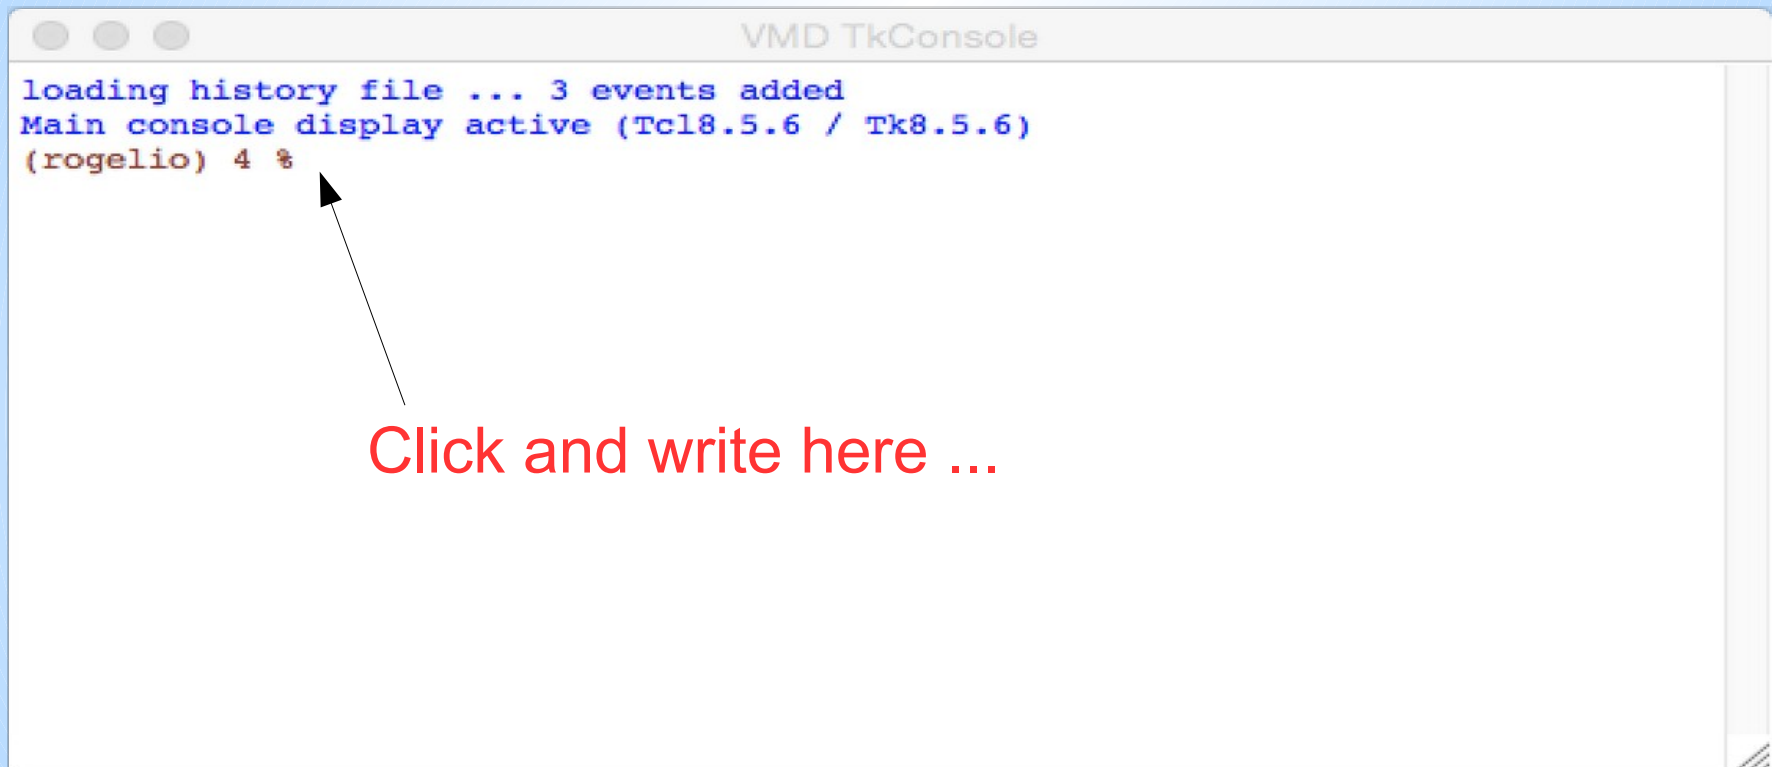 VMD TkConsole
loading history file ... 3 events added
Main console display active (Tcl8.5.6 / Tk8.5.6)
(rogelio) 4 %
Click and write here ...